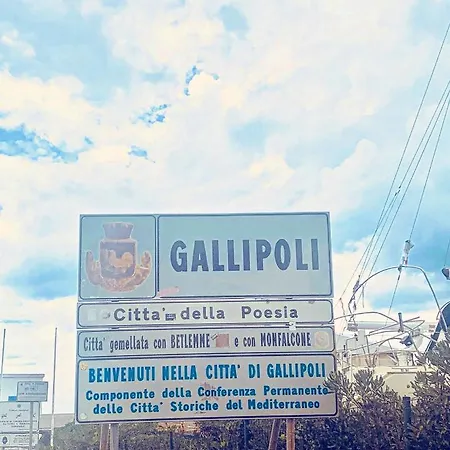 GALLIPOLI
Citta' della Poesia
Citta' gemellata con BETLEMME e con MONFALCONE
BENVENUTI NELLA CITTA' DI GALLIPOLI
Componente della Conferenza Permanente
delle Citta' Storiche del Mediterraneo